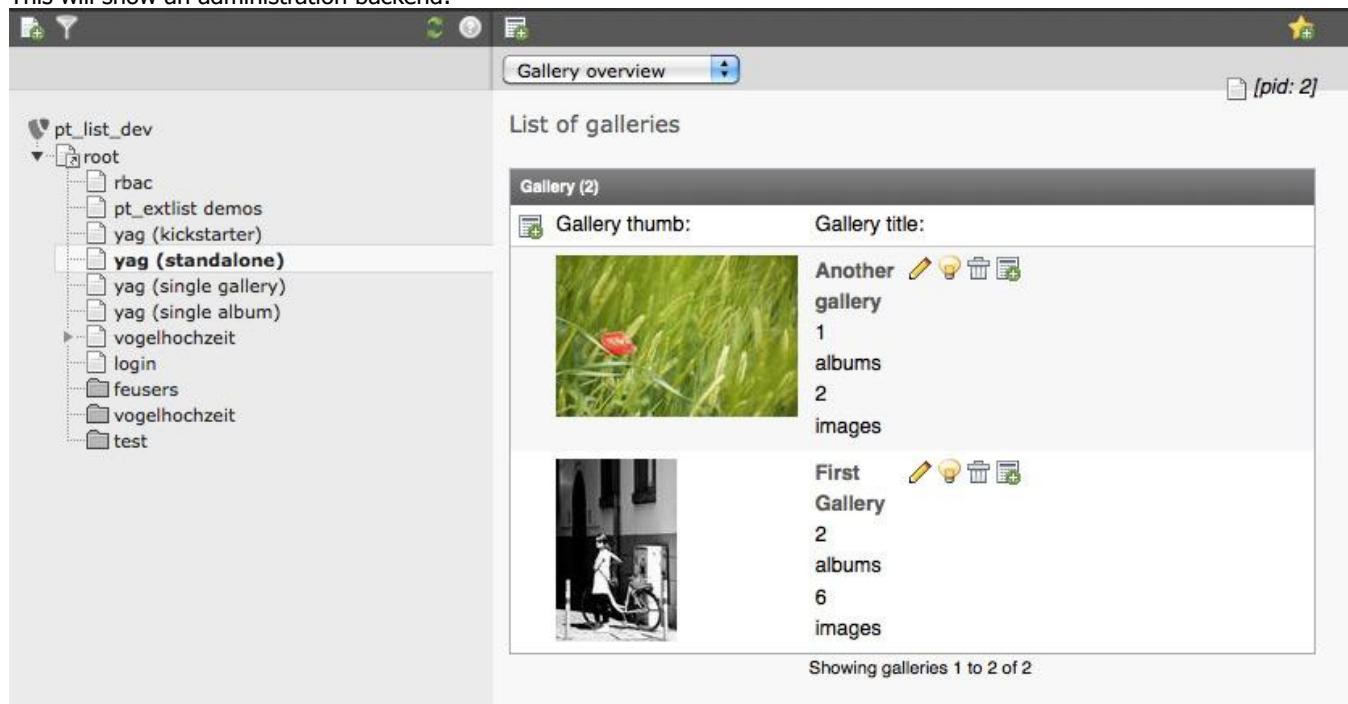 This will show an administration backend:
Gallery overview
[pid: 2]
pt_list_dev
root
rbac
pt_extlist demos
yag (kickstarter)
yag (standalone)
yag (single gallery)
yag (single album)
vogelhochzeit
login
feusers
vogelhochzeit
test
List of galleries
Gallery (2)
Gallery thumb: Gallery title:
Another
gallery
1
albums
2
images
First
Gallery
2
albums
6
images
Showing galleries 1 to 2 of 2